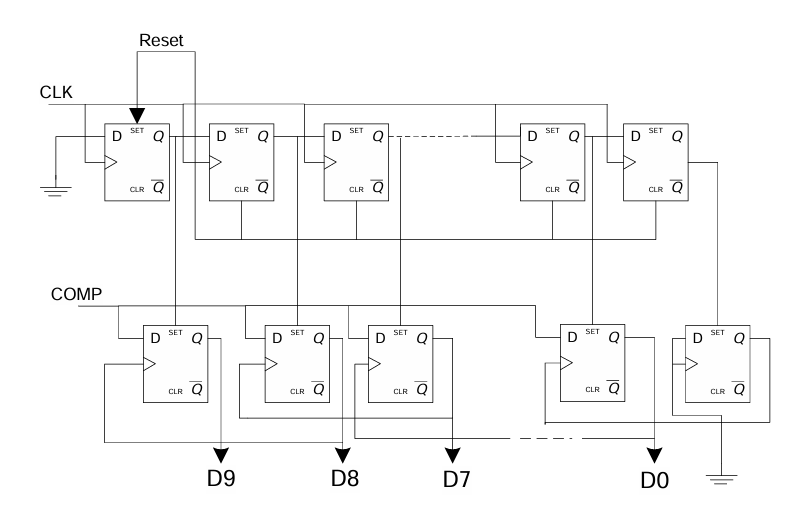 Reset
CLK
D SET Q
CLR Q̅
D SET Q
CLR Q̅
D SET Q
CLR Q̅
D SET Q
CLR Q̅
D SET Q
CLR Q̅
COMP
D SET Q
CLR Q̅
D SET Q
CLR Q̅
D SET Q
CLR Q̅
D SET Q
CLR Q̅
D SET Q
CLR Q̅
D9 D8 D7 D0